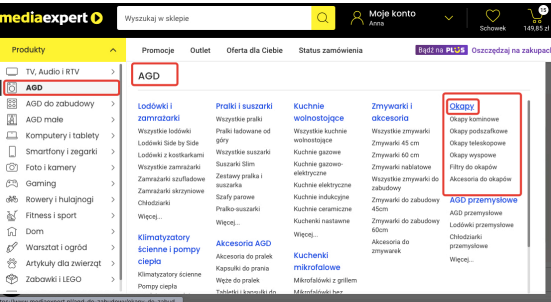 mediaexpert
Wyszukaj w sklepie
Moje konto
Anna
Schowek
15
149,85 zł
Produkty
Promocje
Outlet
Oferta dla Ciebie
Status zamówienia
Bądź na PLUS Oszczędzaj na zakupach
TV, Audio i RTV
AGD
AGD do zabudowy
AGD małe
Komputery i tablety
Smartfony i zegarki
Foto i kamery
Gaming
Rowery i hulajnogi
Fitness i sport
Dom
Warsztat i ogród
Artykuły dla zwierząt
Zabawki i LEGO
AGD
Lodówki i
zamrażarki
Wszystkie lodówki
Lodówki Side by Side
Lodówki z kostkarkami
Wszystkie zamrażarki
Zamrażarki szufladowe
Zamrażarki skrzyniowe
Chłodziarki
Więcej...
Klimatyzatory
ścienne i pompy
ciepła
Klimatyzatory ścienne
Pompy ciepła
Pralki i suszarki
Wszystkie pralki
Pralki ładowane od
góry
Wszystkie suszarki
Suszarki Slim
Zestawy pralka i
suszarka
Szafy parowe
Pralko-suszarki
Więcej...
Akcesoria AGD
Akcesoria do pralek
Kapsułki do prania
Węże do pralek
Tabletki i kapsułki do
Kuchnie
wolnostojące
Wszystkie kuchnie
wolnostojące
Kuchnie gazowe
Kuchnie gazowo-
elektryczne
Kuchnie elektryczne
Kuchnie indukcyjne
Kuchnie ceramiczne
Kuchenki nastawne
Więcej...
Kuchenki
mikrofalowe
Mikrofalówki z grillem
Mikrofalówki bez
Zmywarki i
akcesoria
Wszystkie zmywarki
Zmywarki 45 cm
Zmywarki 60 cm
Zmywarki nablatowe
Wszystkie zmywarki do
zabudowy
Zmywarki do zabudowy
45cm
Zmywarki do zabudowy
60cm
Akcesoria do
zmywarek
Okapy
Okapy kominowe
Okapy podszafkowe
Okapy teleskopowe
Okapy wyspowe
Filtry do okapów
Akcesoria do okapów
AGD przemysłowe
AGD przemysłowe
Lodówki przemysłowe
Chłodziarki
przemysłowe
Więcej...